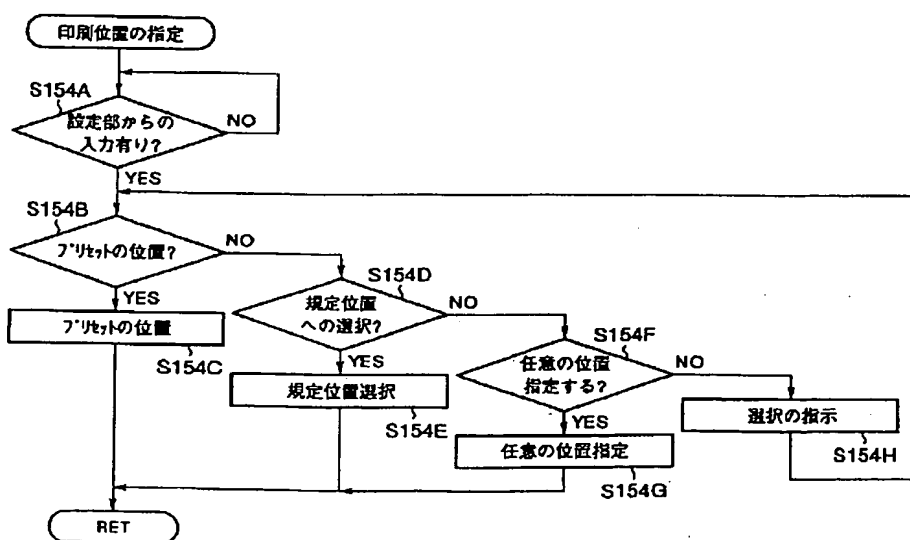 印刷位置の指定
S154A
設定部からの
入力有り?
NO
YES
S154B
プリセットの位置?
NO
YES
プリセットの位置
S154C
S154D
規定位置
への選択?
NO
YES
規定位置選択
S154E
S154F
任意の位置
指定する?
NO
YES
任意の位置指定
S154G
選択の指示
S154H
RET